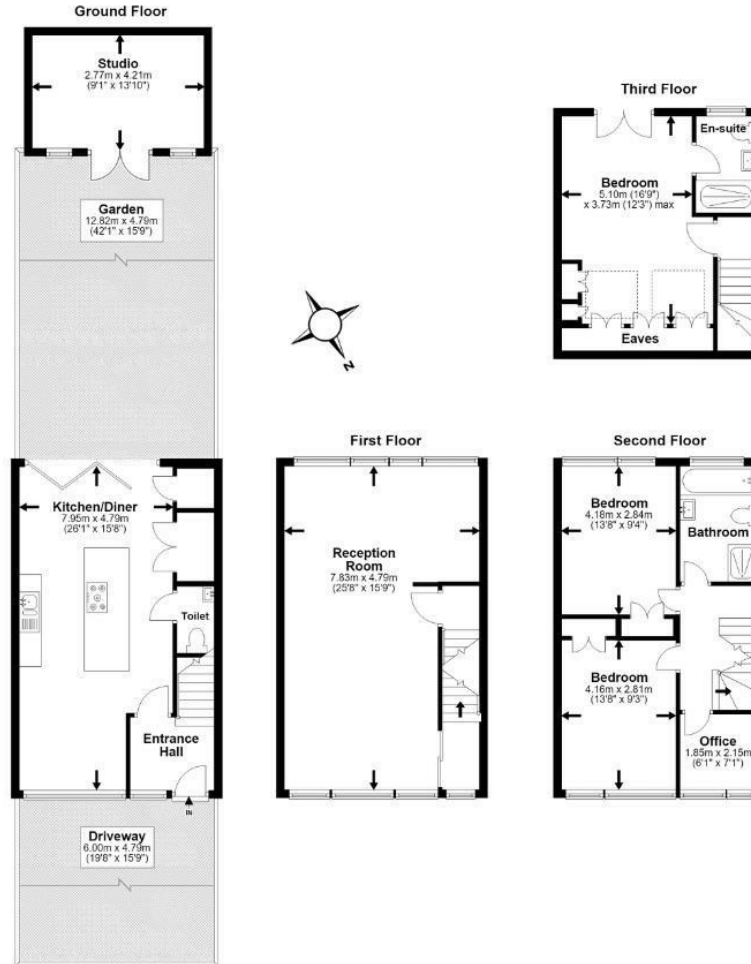 Ground Floor
Studio
2.77m x 4.21m
(9'1" x 13'10")
Garden
12.82m x 4.79m
(42'1" x 15'9")
Kitchen/Diner
7.95m x 4.79m
(26'1" x 15'8")
Toilet
Entrance
Hall
IN
Driveway
6.00m x 4.79m
(19'8" x 15'9")
N
First Floor
Reception
Room
7.83m x 4.79m
(25'8" x 15'9")
Third Floor
En-suite
Bedroom
5.10m (16'9")
x 3.73m (12'3") max
Eaves
Second Floor
Bedroom
4.18m x 2.84m
(13'8" x 9'4")
Bathroom
Bedroom
4.16m x 2.81m
(13'8" x 9'3")
Office
1.85m x 2.15m
(6'1" x 7'1")